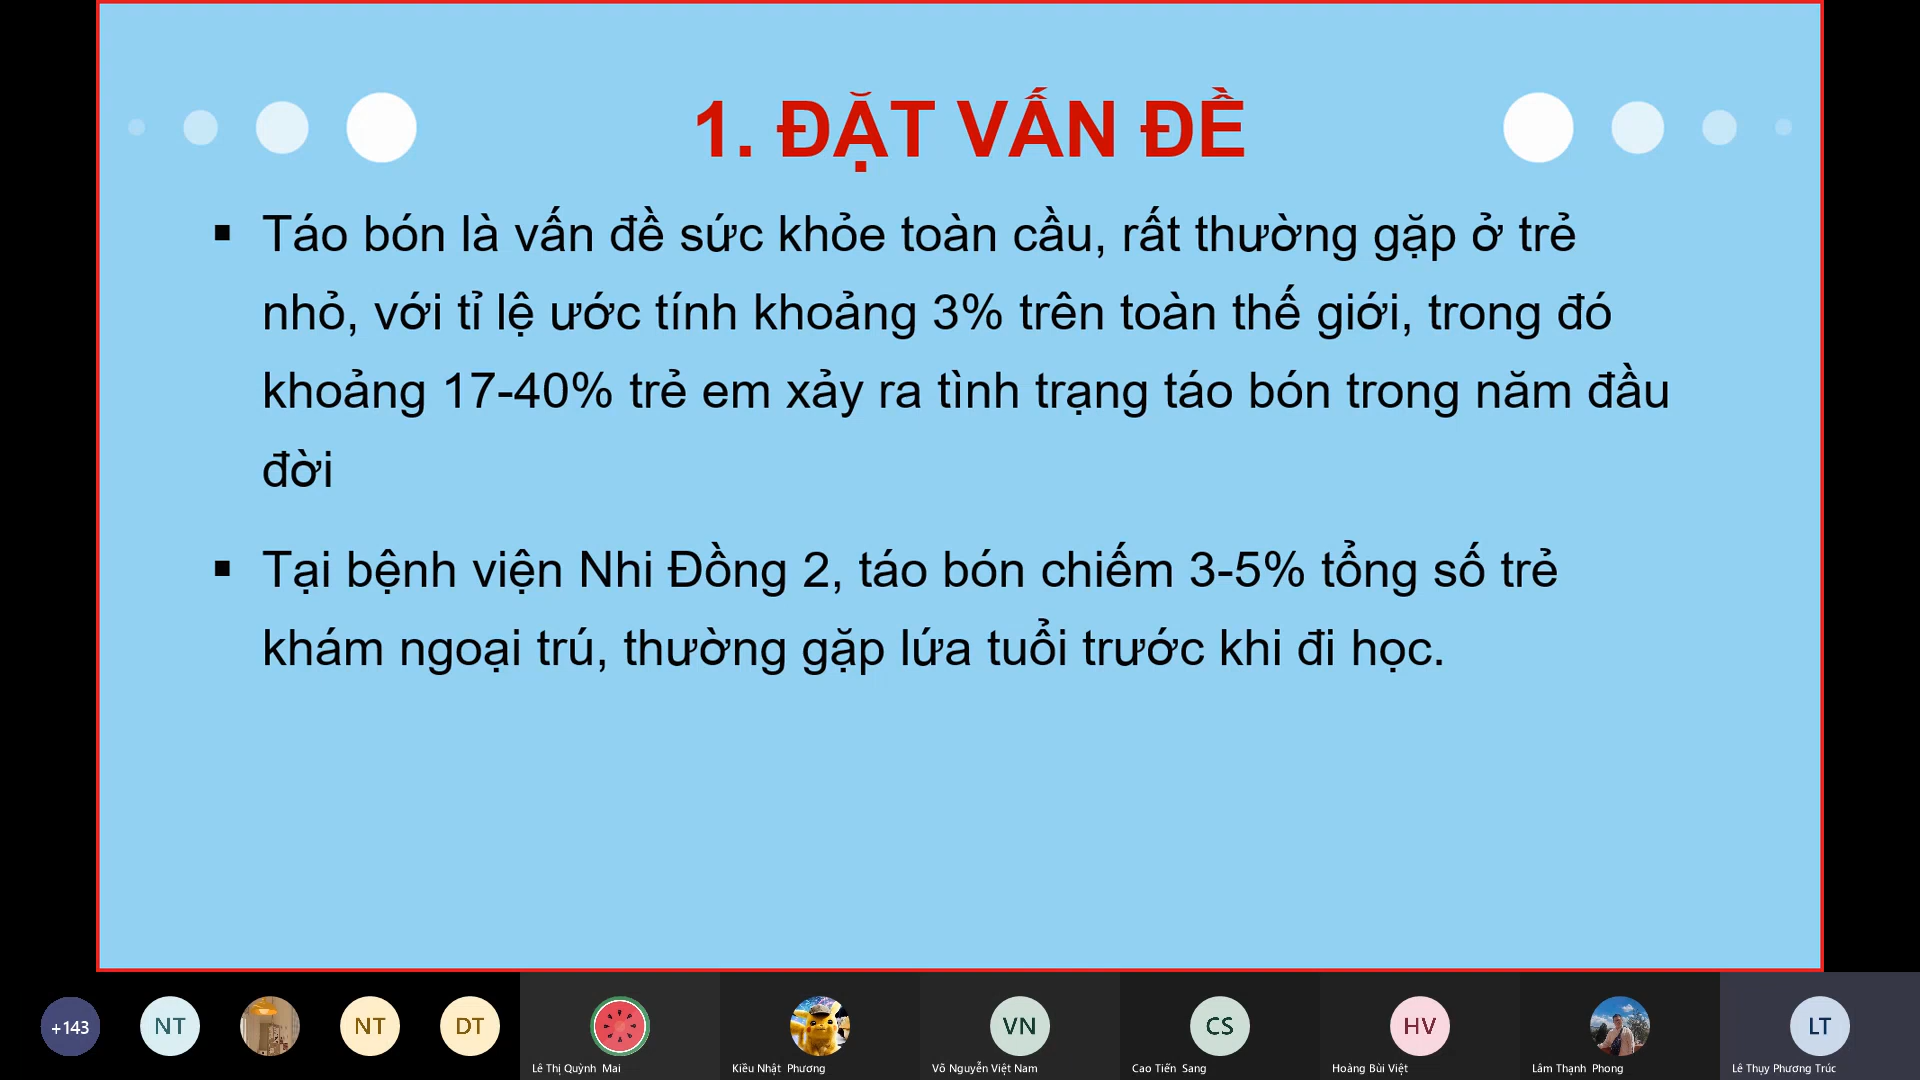 1. ĐẶT VẤN ĐỀ
▪ Táo bón là vấn đề sức khỏe toàn cầu, rất thường gặp ở trẻ
nhỏ, với tỉ lệ ước tính khoảng 3% trên toàn thế giới, trong đó
khoảng 17-40% trẻ em xảy ra tình trạng táo bón trong năm đầu
đời
▪ Tại bệnh viện Nhi Đồng 2, táo bón chiếm 3-5% tổng số trẻ
khám ngoại trú, thường gặp lứa tuổi trước khi đi học.
+143 NT NT DT VN CS HV LT
Lê Thị Quỳnh Mai Kiều Nhật Phương Võ Nguyễn Việt Nam Cao Tiến Sang Hoàng Bùi Việt Lâm Thạnh Phong Lê Thụy Phương Trúc